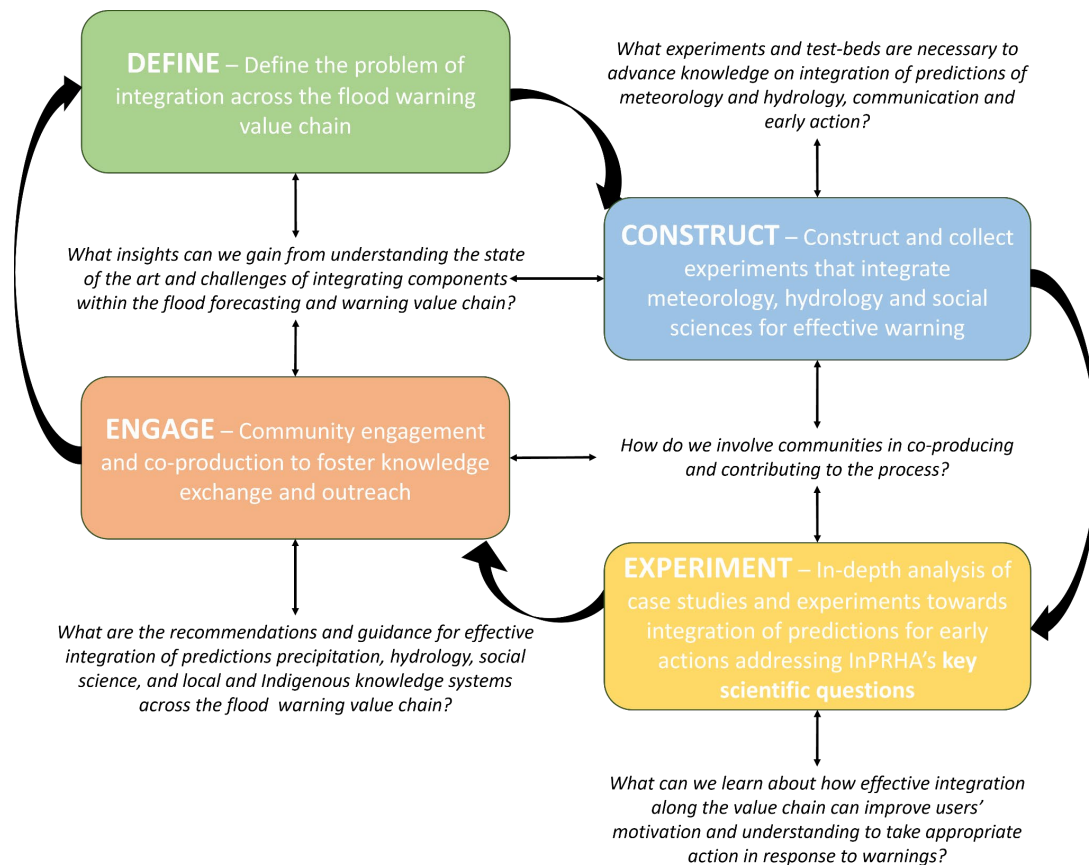 DEFINE – Define the problem of
integration across the flood warning
value chain
What experiments and test-beds are necessary to
advance knowledge on integration of predictions of
meteorology and hydrology, communication and
early action?
CONSTRUCT – Construct and collect
experiments that integrate
meteorology, hydrology and social
sciences for effective warning
What insights can we gain from understanding the state
of the art and challenges of integrating components
within the flood forecasting and warning value chain?
ENGAGE – Community engagement
and co-production to foster knowledge
exchange and outreach
How do we involve communities in co-producing
and contributing to the process?
EXPERIMENT – In-depth analysis of
case studies and experiments towards
integration of predictions for early
actions addressing InPRHA's key
scientific questions
What are the recommendations and guidance for effective
integration of predictions precipitation, hydrology, social
science, and local and Indigenous knowledge systems
across the flood  warning value chain?
What can we learn about how effective integration
along the value chain can improve users'
motivation and understanding to take appropriate
action in response to warnings?